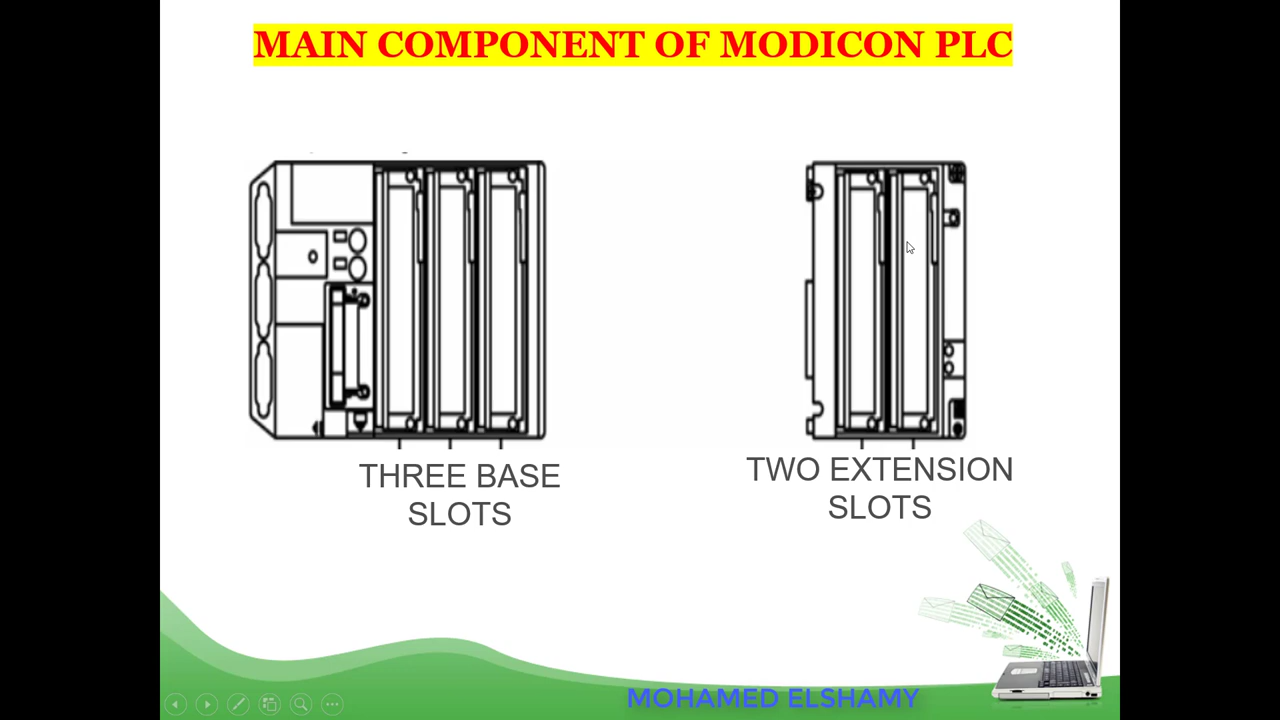 MAIN COMPONENT OF MODICON PLC
THREE BASE
SLOTS
TWO EXTENSION
SLOTS
MOHAMED ELSHAMY